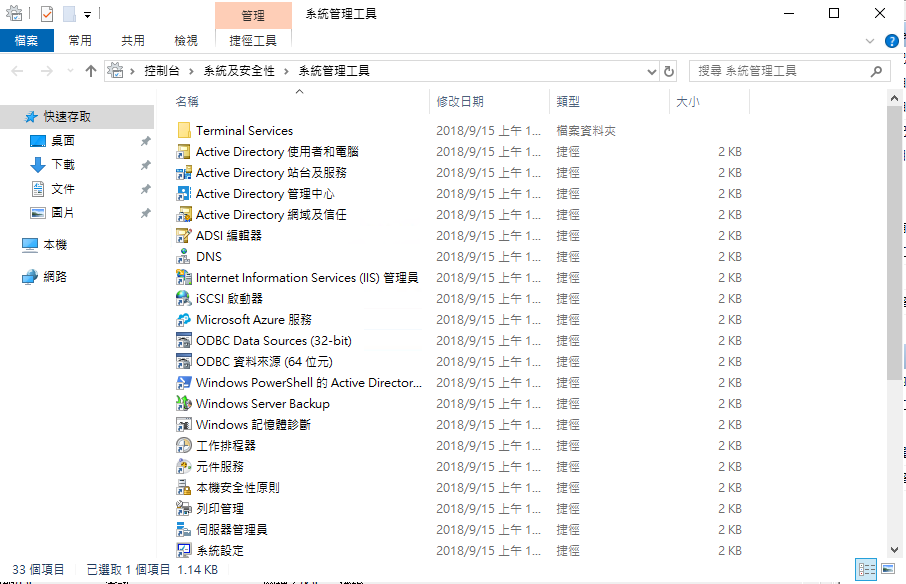 管理 系統管理工具
檔案 常用 共用 檢視 捷徑工具
控制台 > 系統及安全性 > 系統管理工具 搜尋 系統管理工具
名稱 修改日期 類型 大小
快速存取
桌面
下載
文件
圖片
本機
網路
Terminal Services 2018/9/15 上午 1... 檔案資料夾
Active Directory 使用者和電腦 2018/9/15 上午 1... 捷徑 2 KB
Active Directory 站台及服務 2018/9/15 上午 1... 捷徑 2 KB
Active Directory 管理中心 2018/9/15 上午 1... 捷徑 2 KB
Active Directory 網域及信任 2018/9/15 上午 1... 捷徑 2 KB
ADSI 編輯器 2018/9/15 上午 1... 捷徑 2 KB
DNS 2018/9/15 上午 1... 捷徑 2 KB
Internet Information Services (IIS) 管理員 2018/9/15 上午 1... 捷徑 2 KB
iSCSI 啟動器 2018/9/15 上午 1... 捷徑 2 KB
Microsoft Azure 服務 2018/9/15 上午 1... 捷徑 2 KB
ODBC Data Sources (32-bit) 2018/9/15 上午 1... 捷徑 2 KB
ODBC 資料來源 (64 位元) 2018/9/15 上午 1... 捷徑 2 KB
Windows PowerShell 的 Active Director... 2018/9/15 上午 1... 捷徑 2 KB
Windows Server Backup 2018/9/15 上午 1... 捷徑 2 KB
Windows 記憶體診斷 2018/9/15 上午 1... 捷徑 2 KB
工作排程器 2018/9/15 上午 1... 捷徑 2 KB
元件服務 2018/9/15 上午 1... 捷徑 2 KB
本機安全性原則 2018/9/15 上午 1... 捷徑 2 KB
列印管理 2018/9/15 上午 1... 捷徑 2 KB
伺服器管理員 2018/9/15 上午 1... 捷徑 2 KB
系統設定 2018/9/15 上午 1... 捷徑 2 KB
33 個項目 已選取 1 個項目 1.14 KB